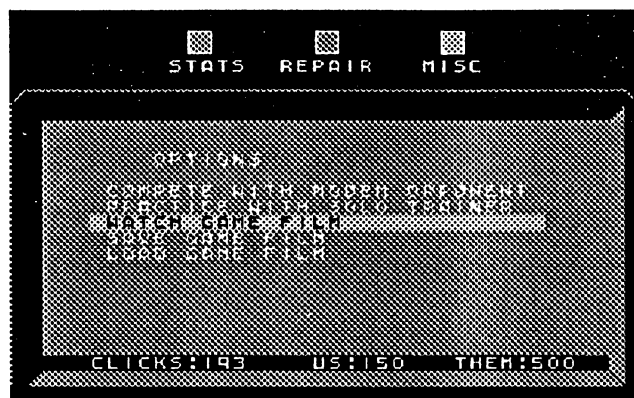 STATS REPAIR MISC
OPTIONS
COMPETE WITH MODEM OPPONENT
PRACTICE WITH SOLO TRAINER
WATCH GAME FILM
SAVE GAME FILM
LOAD GAME FILM
CLICKS:193 US:150 THEM:500